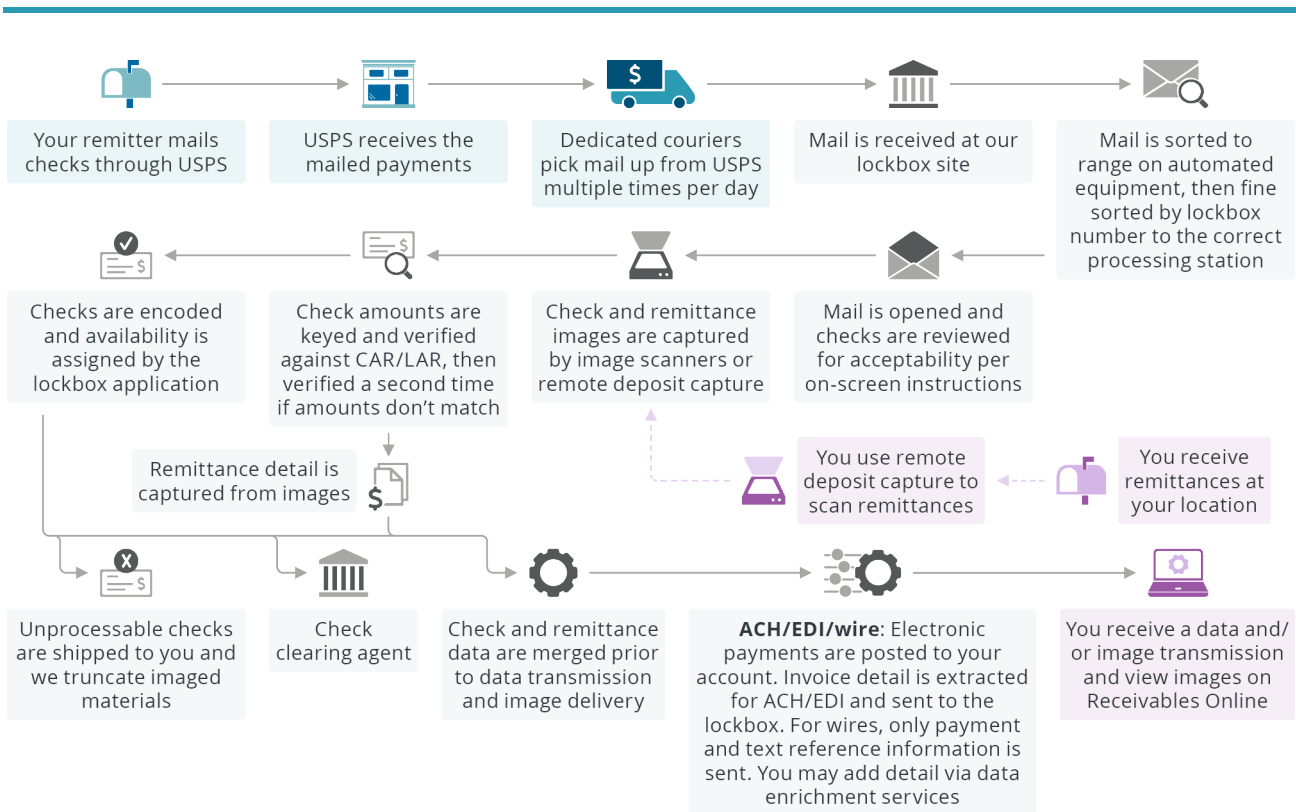 Your remitter mails
checks through USPS
USPS receives the
mailed payments
$
Dedicated couriers
pick mail up from USPS
multiple times per day
Mail is received at our
lockbox site
Mail is sorted to
range on automated
equipment, then fine
sorted by lockbox
number to the correct
processing station
$
Checks are encoded
and availability is
assigned by the
lockbox application
$
Check amounts are
keyed and verified
against CAR/LAR, then
verified a second time
if amounts don’t match
Check and remittance
images are captured
by image scanners or
remote deposit capture
Mail is opened and
checks are reviewed
for acceptability per
on-screen instructions
Remittance detail is
captured from images
$
You use remote
deposit capture to
scan remittances
You receive
remittances at
your location
X
$
Unprocessable checks
are shipped to you and
we truncate imaged
materials
Check
clearing agent
Check and remittance
data are merged prior
to data transmission
and image delivery
ACH/EDI/wire: Electronic
payments are posted to your
account. Invoice detail is extracted
for ACH/EDI and sent to the
lockbox. For wires, only payment
and text reference information is
sent. You may add detail via data
enrichment services
You receive a data and/
or image transmission
and view images on
Receivables Online